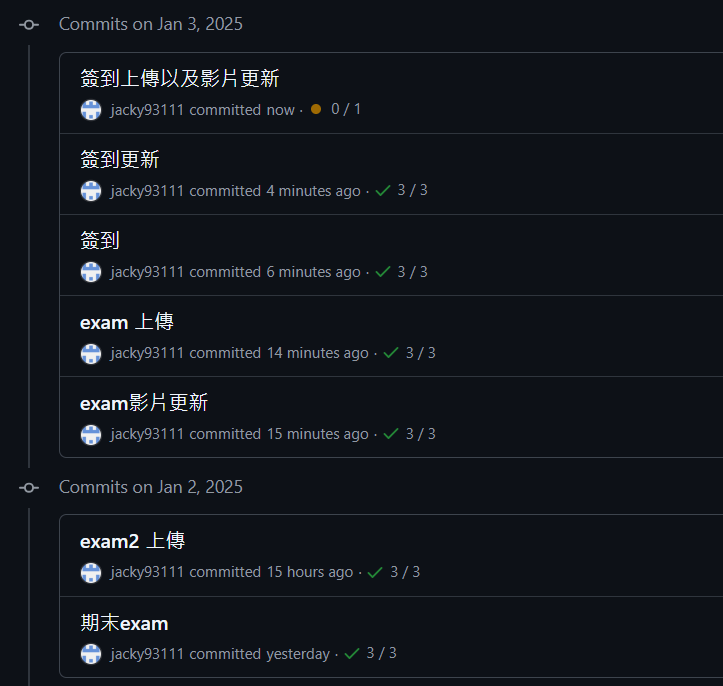 Commits on Jan 3, 2025
簽到上傳以及影片更新
jacky93111 committed now · 0 / 1
簽到更新
jacky93111 committed 4 minutes ago · 3 / 3
簽到
jacky93111 committed 6 minutes ago · 3 / 3
exam 上傳
jacky93111 committed 14 minutes ago · 3 / 3
exam影片更新
jacky93111 committed 15 minutes ago · 3 / 3
Commits on Jan 2, 2025
exam2 上傳
jacky93111 committed 15 hours ago · 3 / 3
期末exam
jacky93111 committed yesterday · 3 / 3